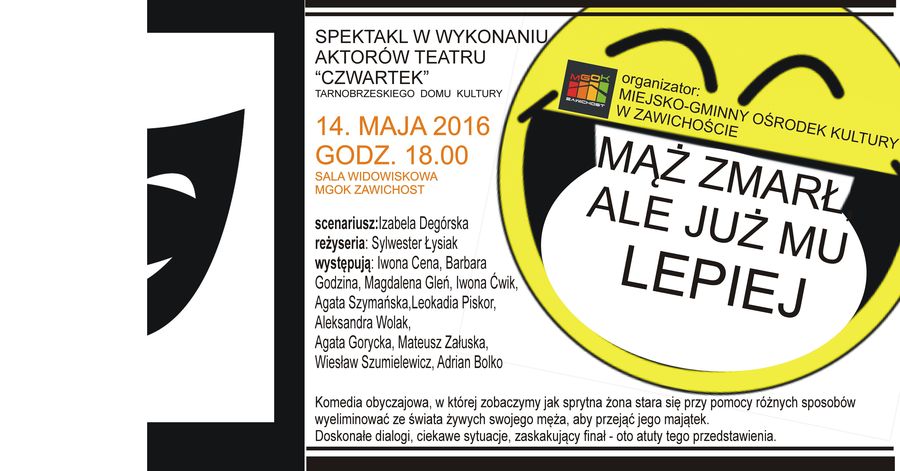 SPEKTAKL W WYKONANIU
AKTORÓW TEATRU
“CZWARTEK”
TARNOBRZESKIEGO DOMU KULTURY
14. MAJA 2016
GODZ. 18.00
SALA WIDOWISKOWA
MGOK ZAWICHOST
scenariusz:Izabela Degórska
reżyseria: Sylwester Łysiak
występują: Iwona Cena, Barbara
Godzina, Magdalena Gleń, Iwona Ćwik,
Agata Szymańska,Leokadia Piskor,
Aleksandra Wolak,
Agata Gorycka, Mateusz Załuska,
Wiesław Szumielewicz, Adrian Bolko
MGOK
ZAWICHOST
organizator:
MIEJSKO-GMINNY OŚRODEK KULTURY
W ZAWICHOŚCIE
MĄŻ ZMARŁ,
ALE JUŻ MU
LEPIEJ
Komedia obyczajowa, w której zobaczymy jak sprytna żona stara się przy pomocy różnych sposobów
wyeliminować ze świata żywych swojego męża, aby przejąć jego majątek.
Doskonałe dialogi, ciekawe sytuacje, zaskakujący finał - oto atuty tego przedstawienia.